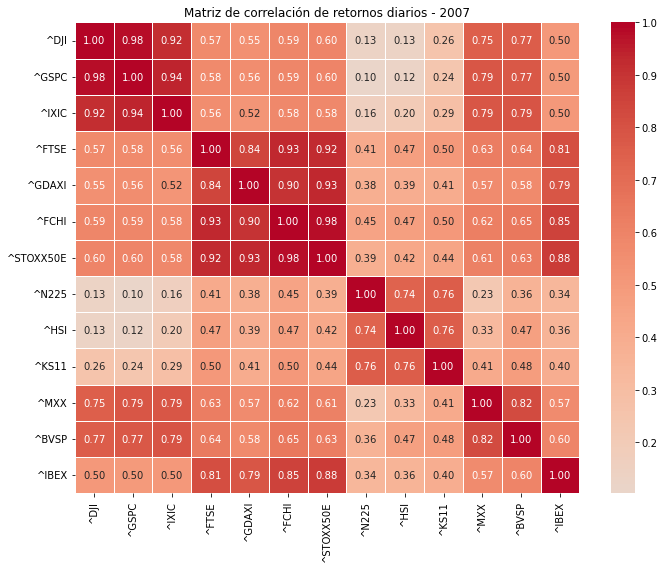 Matriz de correlación de retornos diarios - 2007
^DJI 1.00 0.98 0.92 0.57 0.55 0.59 0.60 0.13 0.13 0.26 0.75 0.77 0.50
^GSPC 0.98 1.00 0.94 0.58 0.56 0.59 0.60 0.10 0.12 0.24 0.79 0.77 0.50
^IXIC 0.92 0.94 1.00 0.56 0.52 0.58 0.58 0.16 0.20 0.29 0.79 0.79 0.50
^FTSE 0.57 0.58 0.56 1.00 0.84 0.93 0.92 0.41 0.47 0.50 0.63 0.64 0.81
^GDAXI 0.55 0.56 0.52 0.84 1.00 0.90 0.93 0.38 0.39 0.41 0.57 0.58 0.79
^FCHI 0.59 0.59 0.58 0.93 0.90 1.00 0.98 0.45 0.47 0.50 0.62 0.65 0.85
^STOXX50E 0.60 0.60 0.58 0.92 0.93 0.98 1.00 0.39 0.42 0.44 0.61 0.63 0.88
^N225 0.13 0.10 0.16 0.41 0.38 0.45 0.39 1.00 0.74 0.76 0.23 0.36 0.34
^HSI 0.13 0.12 0.20 0.47 0.39 0.47 0.42 0.74 1.00 0.76 0.33 0.47 0.36
^KS11 0.26 0.24 0.29 0.50 0.41 0.50 0.44 0.76 0.76 1.00 0.41 0.48 0.40
^MXX 0.75 0.79 0.79 0.63 0.57 0.62 0.61 0.23 0.33 0.41 1.00 0.82 0.57
^BVSP 0.77 0.77 0.79 0.64 0.58 0.65 0.63 0.36 0.47 0.48 0.82 1.00 0.60
^IBEX 0.50 0.50 0.50 0.81 0.79 0.85 0.88 0.34 0.36 0.40 0.57 0.60 1.00
^DJI ^GSPC ^IXIC ^FTSE ^GDAXI ^FCHI ^STOXX50E ^N225 ^HSI ^KS11 ^MXX ^BVSP ^IBEX
1.0
0.9
0.8
0.7
0.6
0.5
0.4
0.3
0.2